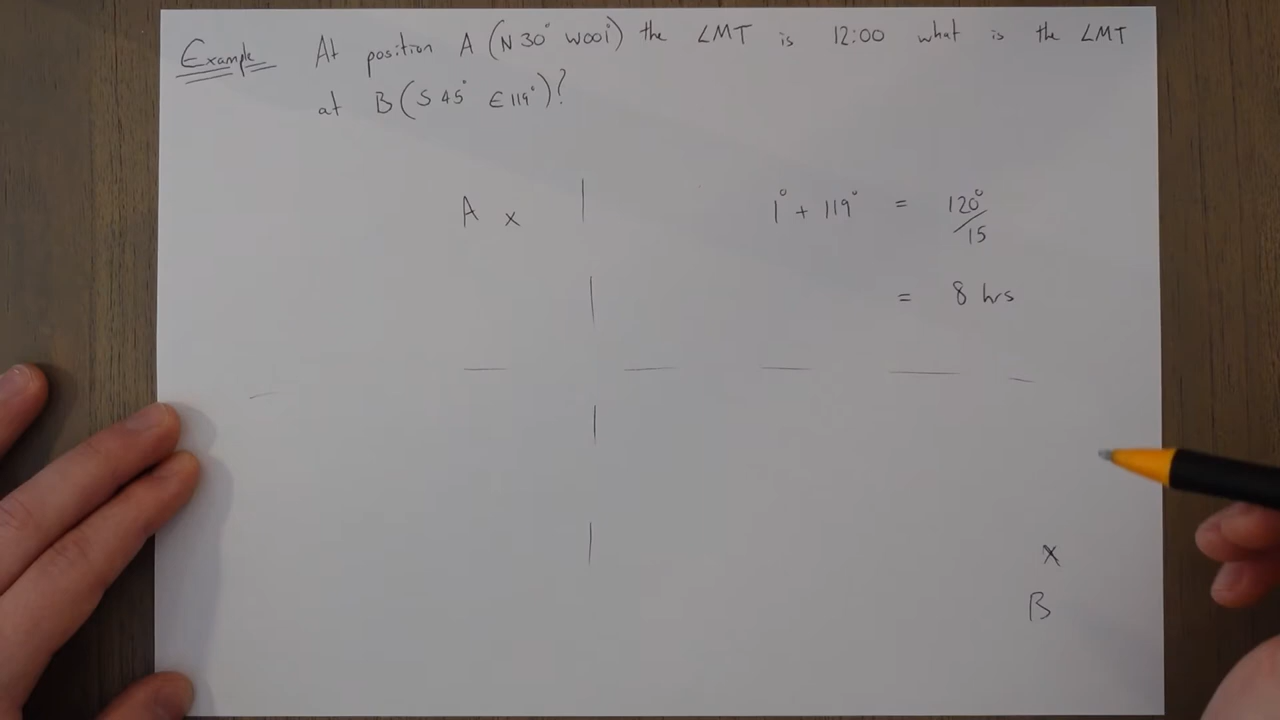 Example At position A (N 30° W001°) the LMT is 12:00 what is the LMT
at B (S 45° E 119°)?
A x
1° + 119° = 120°/15
= 8 hrs
x
B